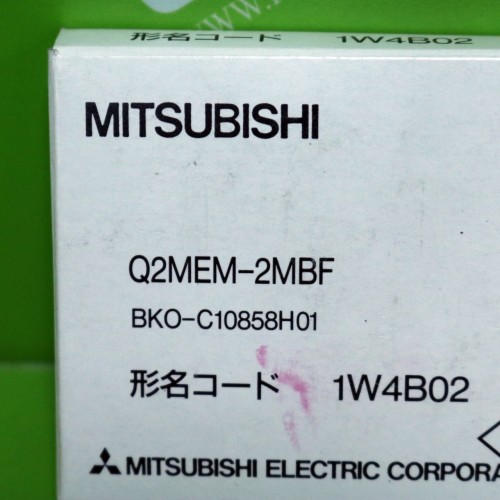 形名コード 1W4B02
MITSUBISHI
Q2MEM-2MBF
BKO-C10858H01
形名コード 1W4B02
MITSUBISHI ELECTRIC CORPORA